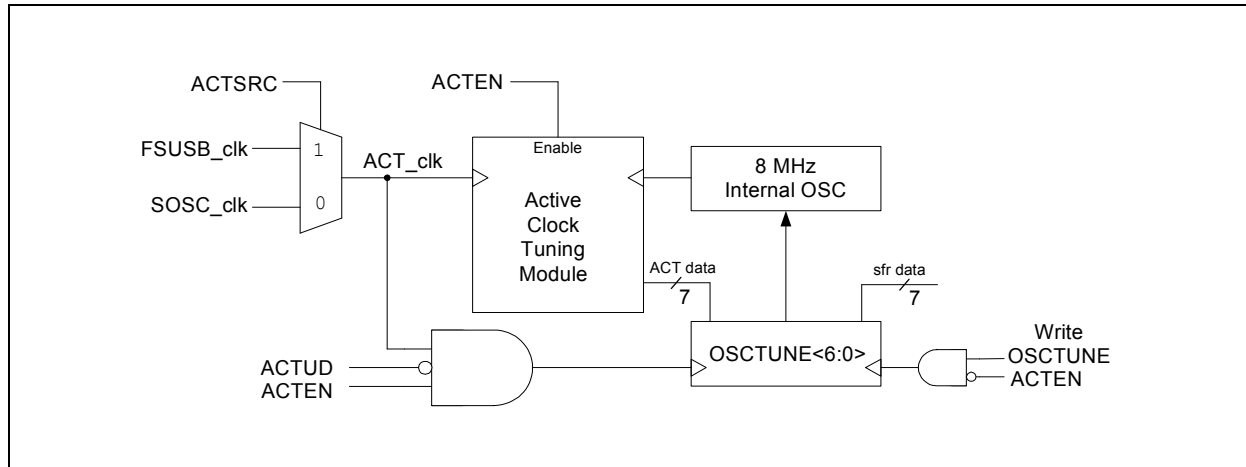 ACTSRC
ACTEN
FSUSB_clk
1
Enable
ACT_clk
8 MHz
Internal OSC
SOSC_clk
0
Active
Clock
Tuning
Module
ACT data
7
sfr data
7
Write
OSCTUNE
ACTEN
OSCTUNE<6:0>
ACTUD
ACTEN